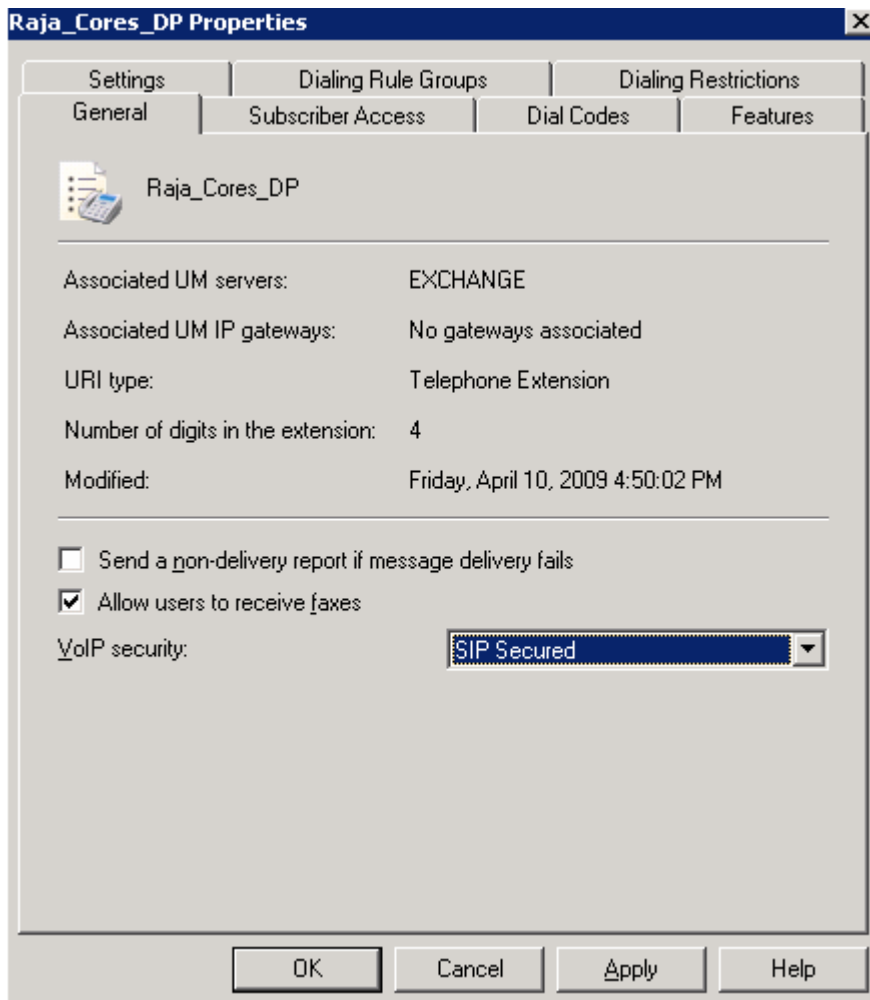 Raja_Cores_DP Properties
Settings Dialing Rule Groups Dialing Restrictions
General Subscriber Access Dial Codes Features
Raja_Cores_DP
Associated UM servers: EXCHANGE
Associated UM IP gateways: No gateways associated
URI type: Telephone Extension
Number of digits in the extension: 4
Modified: Friday, April 10, 2009 4:50:02 PM
Send a non-delivery report if message delivery fails
Allow users to receive faxes
VoIP security: SIP Secured
OK Cancel Apply Help